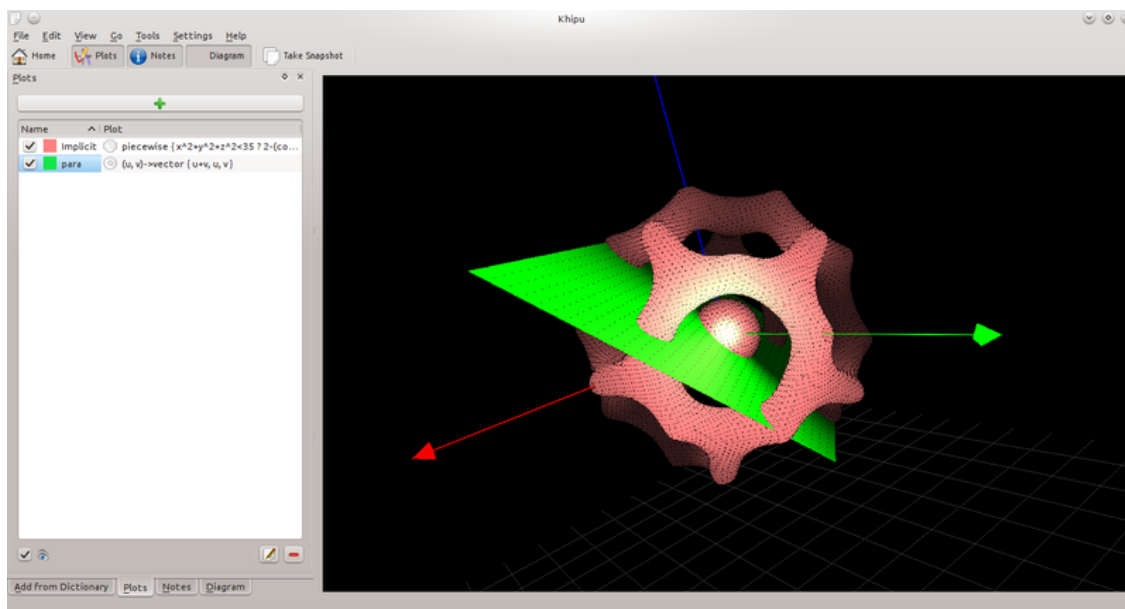 Khipu
File Edit View Go Tools Settings Help
Home Plots Notes Diagram Take Snapshot
Plots
Name Plot
Implicit piecewise {x^2+y^2+z^2<35 ? 2-(co...
para (u, v)->vector {u+v, u, v}
Add from Dictionary Plots Notes Diagram